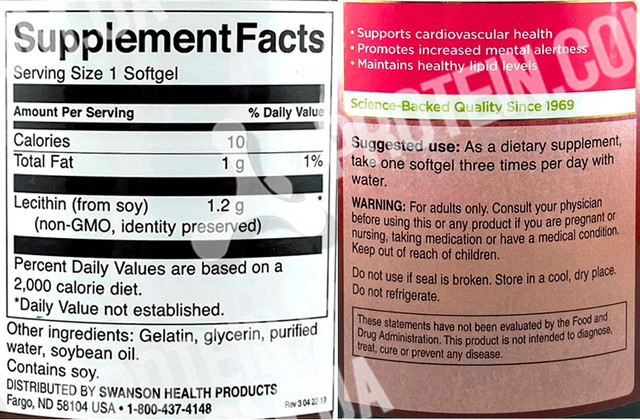 Supplement Facts
Serving Size 1 Softgel
Amount Per Serving % Daily Value
Calories 10
Total Fat 1 g 1%
Lecithin (from soy) 1.2 g *
(non-GMO, identity preserved)
Percent Daily Values are based on a
2,000 calorie diet.
*Daily Value not established.
Other ingredients: Gelatin, glycerin, purified
water, soybean oil.
Contains soy.
DISTRIBUTED BY SWANSON HEALTH PRODUCTS
Fargo, ND 58104 USA • 1-800-437-4148
• Supports cardiovascular health
• Promotes increased mental alertness
• Maintains healthy lipid levels
Science-Backed Quality Since 1969
Suggested use: As a dietary supplement,
take one softgel three times per day with
water.
WARNING: For adults only. Consult your physician
before using this or any product if you are pregnant or
nursing, taking medication or have a medical condition.
Keep out of reach of children.
Do not use if seal is broken. Store in a cool, dry place.
Do not refrigerate.
These statements have not been evaluated by the Food and
Drug Administration. This product is not intended to diagnose,
treat, cure or prevent any disease.